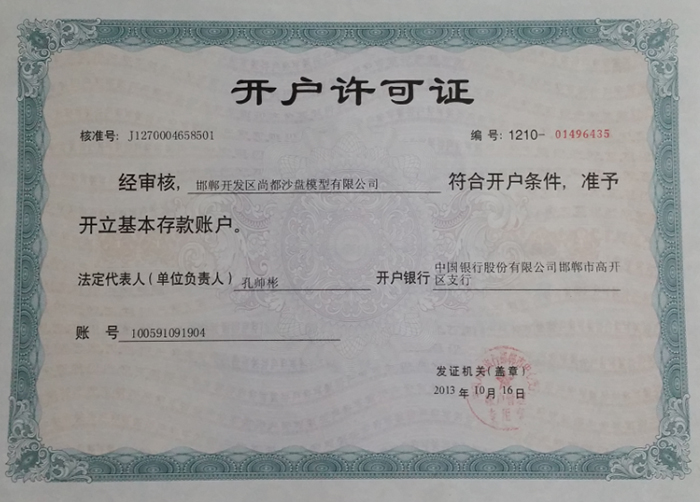 开户许可证
核准号: J1270004658501 编号: 1210- 01496435
经审核, 邯郸开发区尚都沙盘模型有限公司 符合开户条件, 准予
开立基本存款账户。
法定代表人(单位负责人) 孔帅彬 开户银行 中国银行股份有限公司邯郸市高开
区支行
账 号 100591091904
发证机关(盖章)
2013 年 10 月 16 日